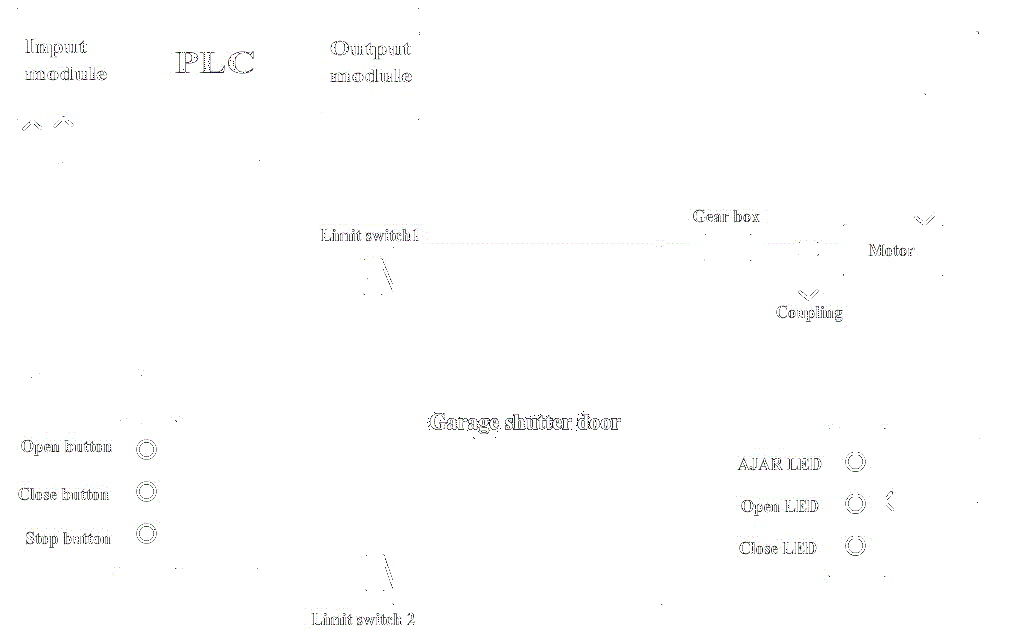 Input
module
PLC
Output
module
Gear box
Limit switch1
Motor
Coupling
Garage shutter door
Open button
Close button
Stop button
AJAR LED
Open LED
Close LED
Limit switch 2